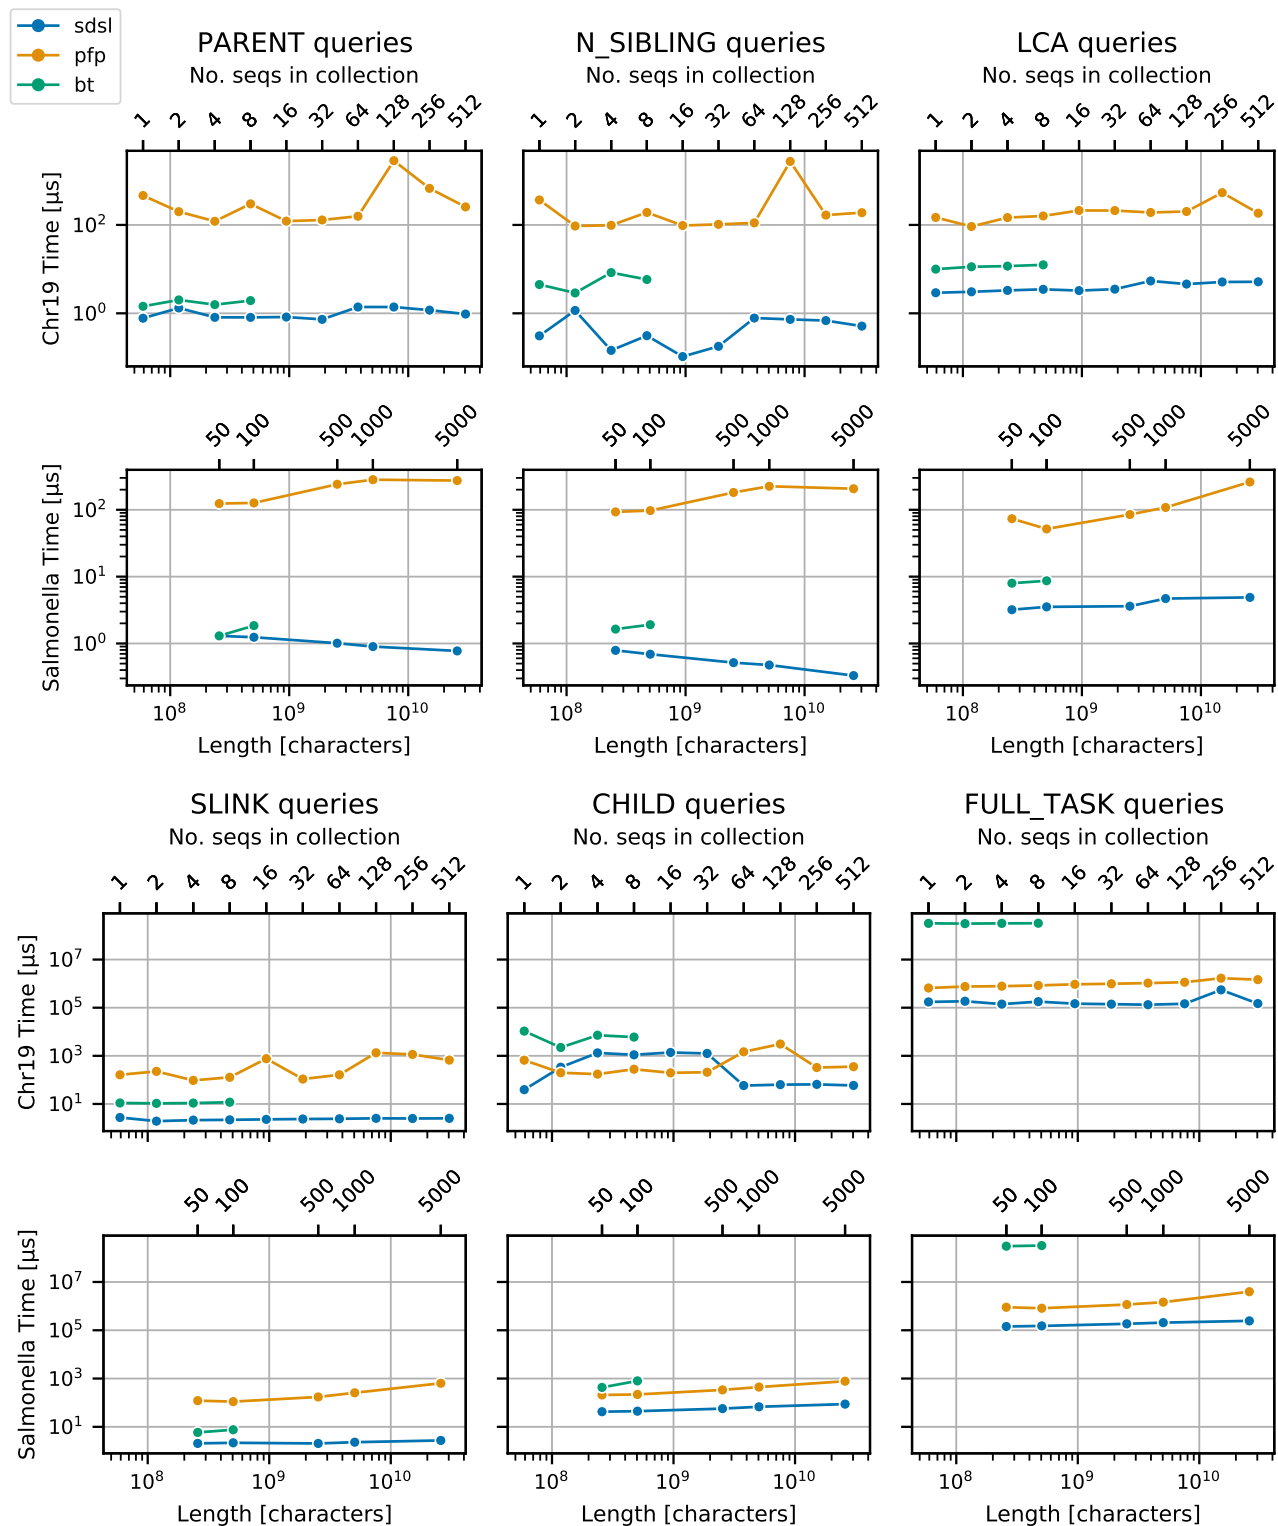 sdsl
pfp
bt
PARENT queries
No. seqs in collection
1 2 4 8 16 32 64 128 256 512
N_SIBLING queries
No. seqs in collection
1 2 4 8 16 32 64 128 256 512
LCA queries
No. seqs in collection
1 2 4 8 16 32 64 128 256 512
Chr19 Time [µs]
10²
10⁰
50 100 500 1000 5000
50 100 500 1000 5000
50 100 500 1000 5000
Salmonella Time [µs]
10²
10¹
10⁰
10⁸ 10⁹ 10¹⁰
Length [characters]
10⁸ 10⁹ 10¹⁰
Length [characters]
10⁸ 10⁹ 10¹⁰
Length [characters]
SLINK queries
No. seqs in collection
1 2 4 8 16 32 64 128 256 512
CHILD queries
No. seqs in collection
1 2 4 8 16 32 64 128 256 512
FULL_TASK queries
No. seqs in collection
1 2 4 8 16 32 64 128 256 512
Chr19 Time [µs]
10⁷
10⁵
10³
10¹
50 100 500 1000 5000
50 100 500 1000 5000
50 100 500 1000 5000
Salmonella Time [µs]
10⁷
10⁵
10³
10¹
10⁸ 10⁹ 10¹⁰
Length [characters]
10⁸ 10⁹ 10¹⁰
Length [characters]
10⁸ 10⁹ 10¹⁰
Length [characters]